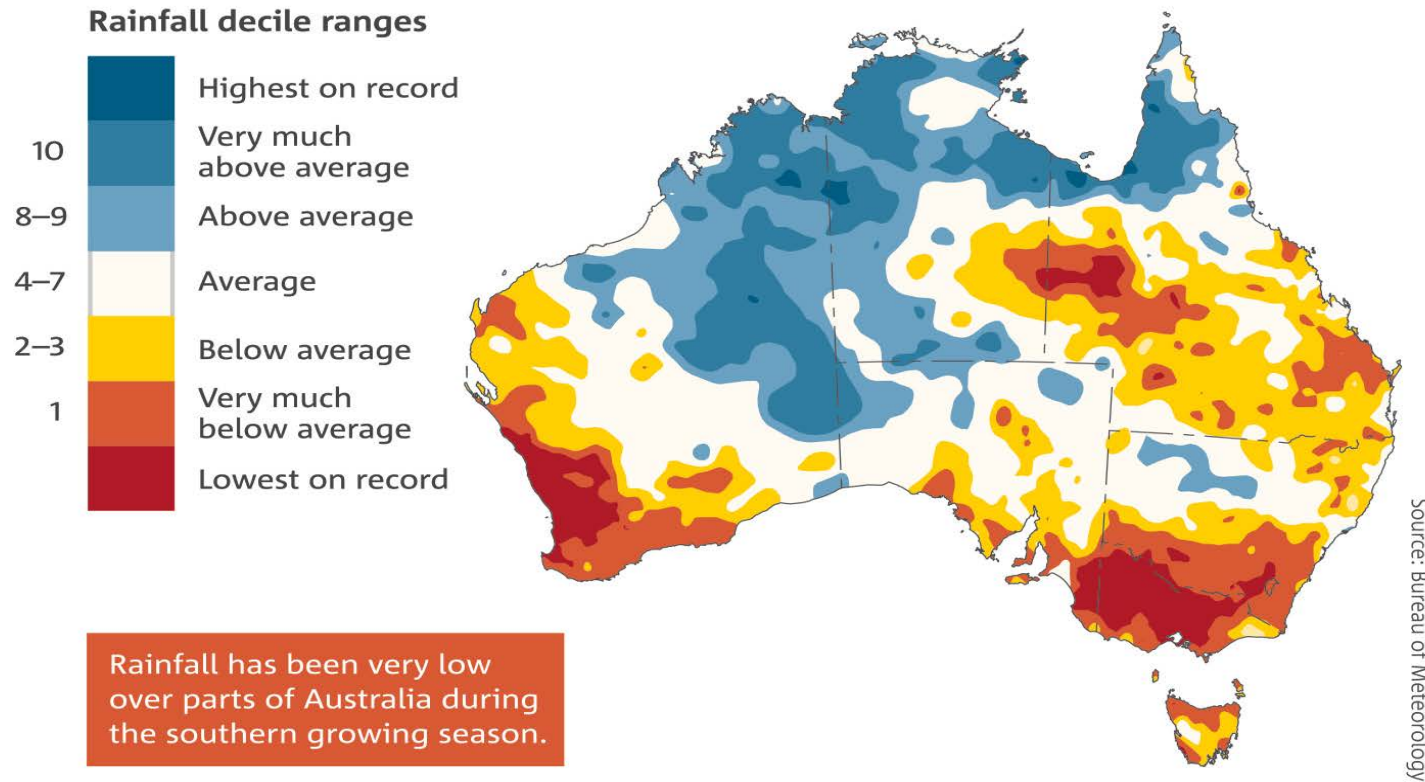 Rainfall decile ranges
Highest on record
10
Very much
above average
8–9
Above average
4–7
Average
2–3
Below average
1
Very much
below average
Lowest on record
Rainfall has been very low
over parts of Australia during
the southern growing season.
Source: Bureau of Meteorology